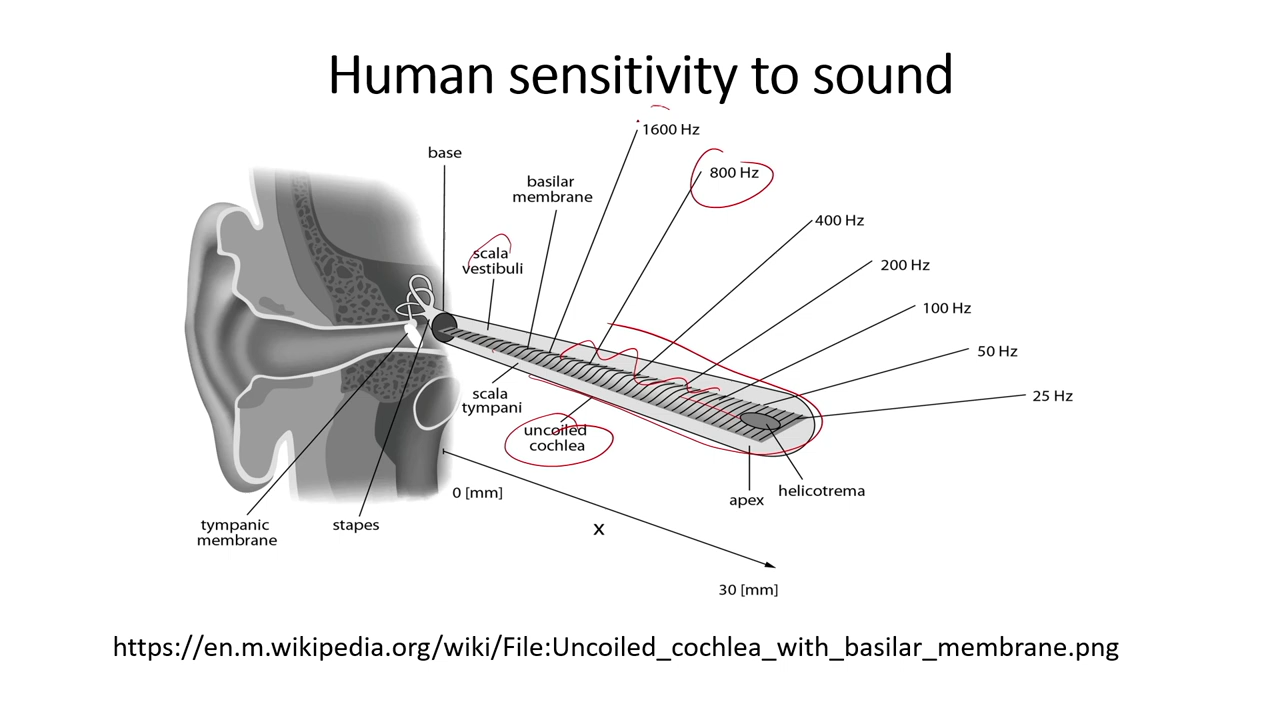 Human sensitivity to sound
1600 Hz
base
800 Hz
basilar
membrane
400 Hz
scala
vestibuli
200 Hz
100 Hz
50 Hz
25 Hz
scala
tympani
uncoiled
cochlea
helicotrema
apex
0 [mm]
tympanic
membrane
stapes
x
30 [mm]
https://en.m.wikipedia.org/wiki/File:Uncoiled_cochlea_with_basilar_membrane.png